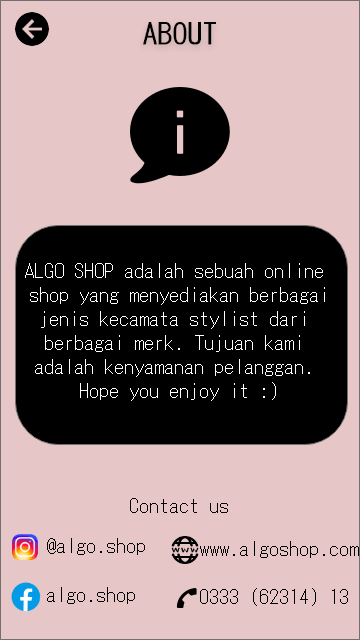 ABOUT
i
ALGO SHOP adalah sebuah online
shop yang menyediakan berbagai
jenis kecamata stylist dari
berbagai merk. Tujuan kami
adalah kenyamanan pelanggan.
Hope you enjoy it :)
Contact us
@algo.shop
www
www.algoshop.com
algo.shop
0333 (62314) 13